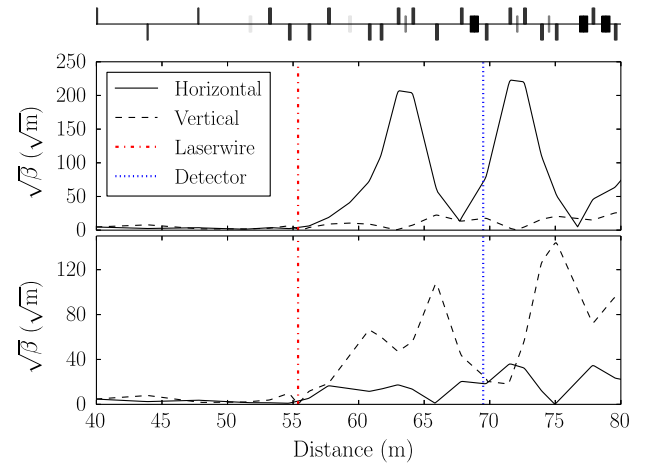 250
200
150
100
50
0
√β (√m)
Horizontal
Vertical
Laserwire
Detector
120
80
40
0
√β (√m)
40 45 50 55 60 65 70 75 80
Distance (m)